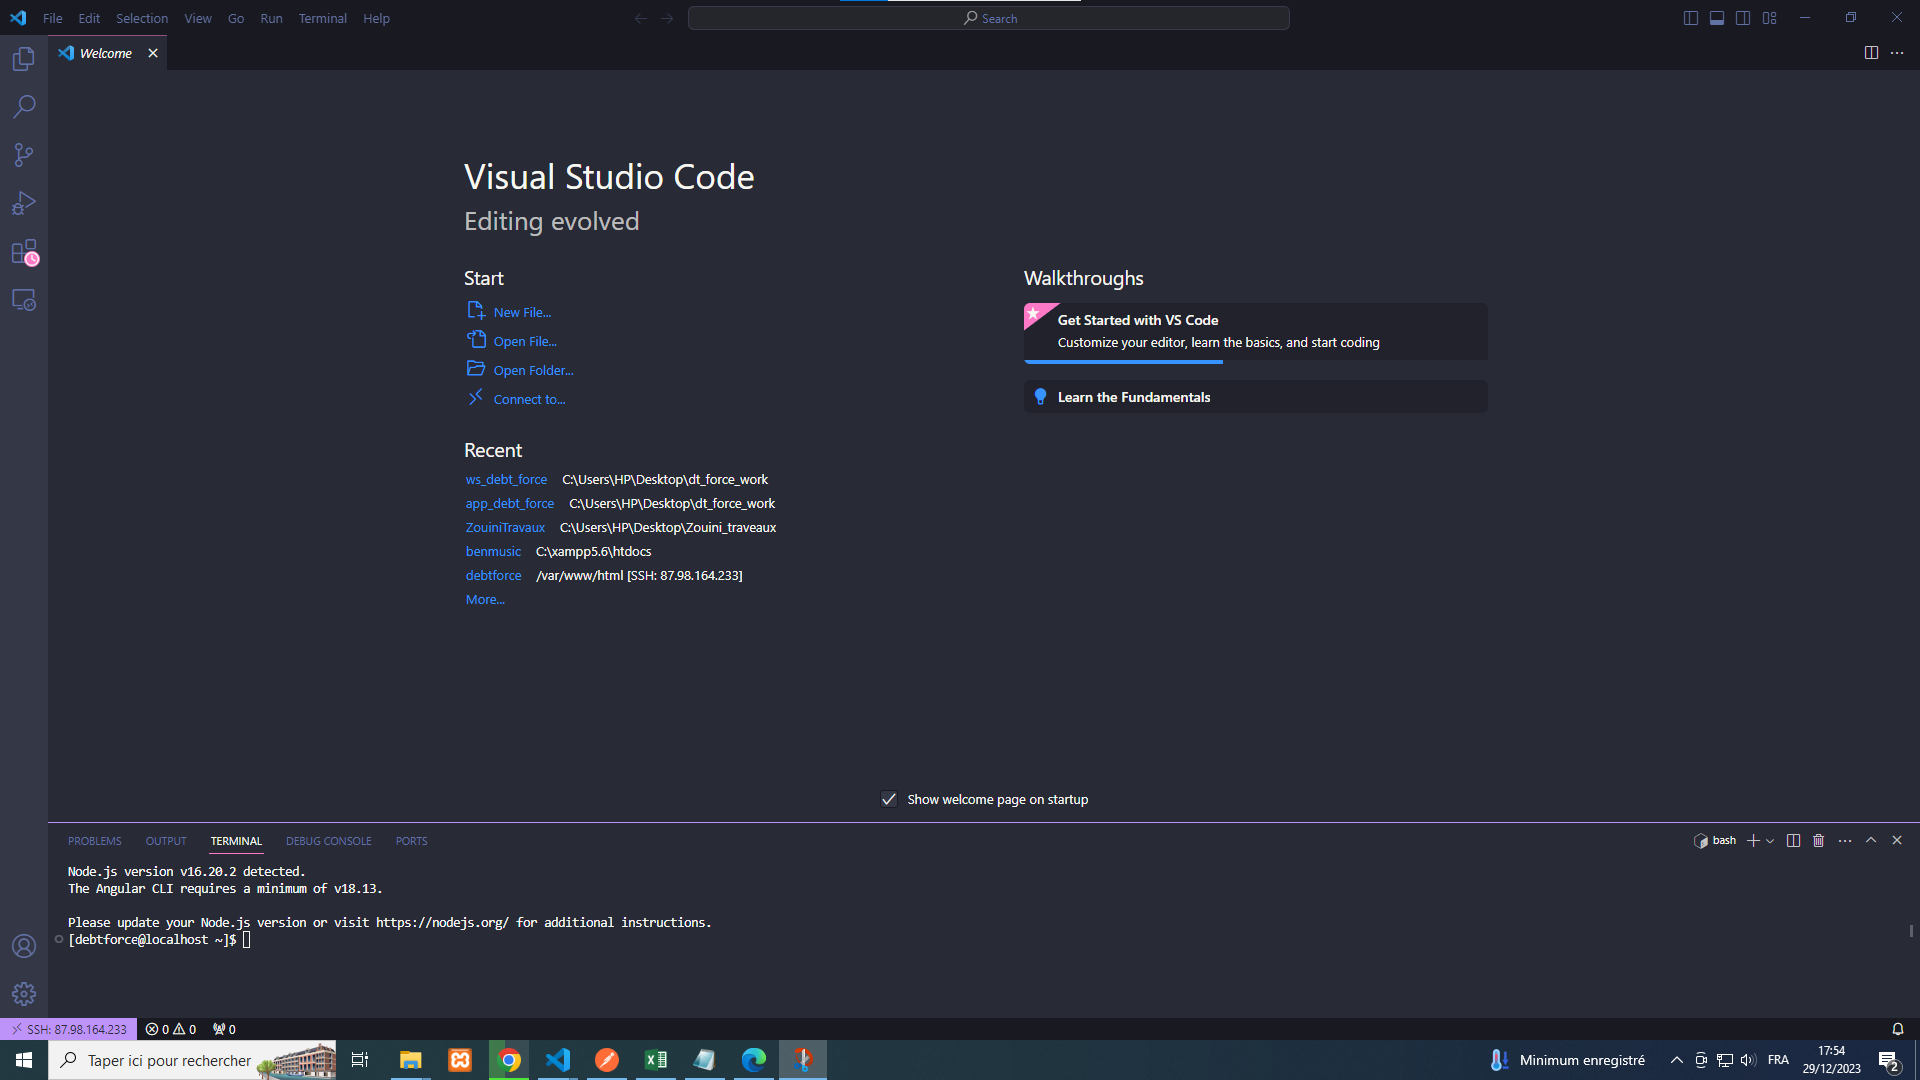 File Edit Selection View Go Run Terminal Help
Search
Welcome
Visual Studio Code
Editing evolved
Start
New File...
Open File...
Open Folder...
Connect to...
Recent
ws_debt_force C:\Users\HP\Desktop\dt_force_work
app_debt_force C:\Users\HP\Desktop\dt_force_work
ZouiniTravaux C:\Users\HP\Desktop\Zouini_traveaux
benmusic C:\xampp5.6\htdocs
debtforce /var/www/html [SSH: 87.98.164.233]
More...
Walkthroughs
Get Started with VS Code
Customize your editor, learn the basics, and start coding
Learn the Fundamentals
Show welcome page on startup
PROBLEMS OUTPUT TERMINAL DEBUG CONSOLE PORTS
bash
Node.js version v16.20.2 detected.
The Angular CLI requires a minimum of v18.13.
Please update your Node.js version or visit https://nodejs.org/ for additional instructions.
[debtforce@localhost ~]$
SSH: 87.98.164.233 0 0 0
Taper ici pour rechercher
Minimum enregistré
FRA
17:54
29/12/2023
2